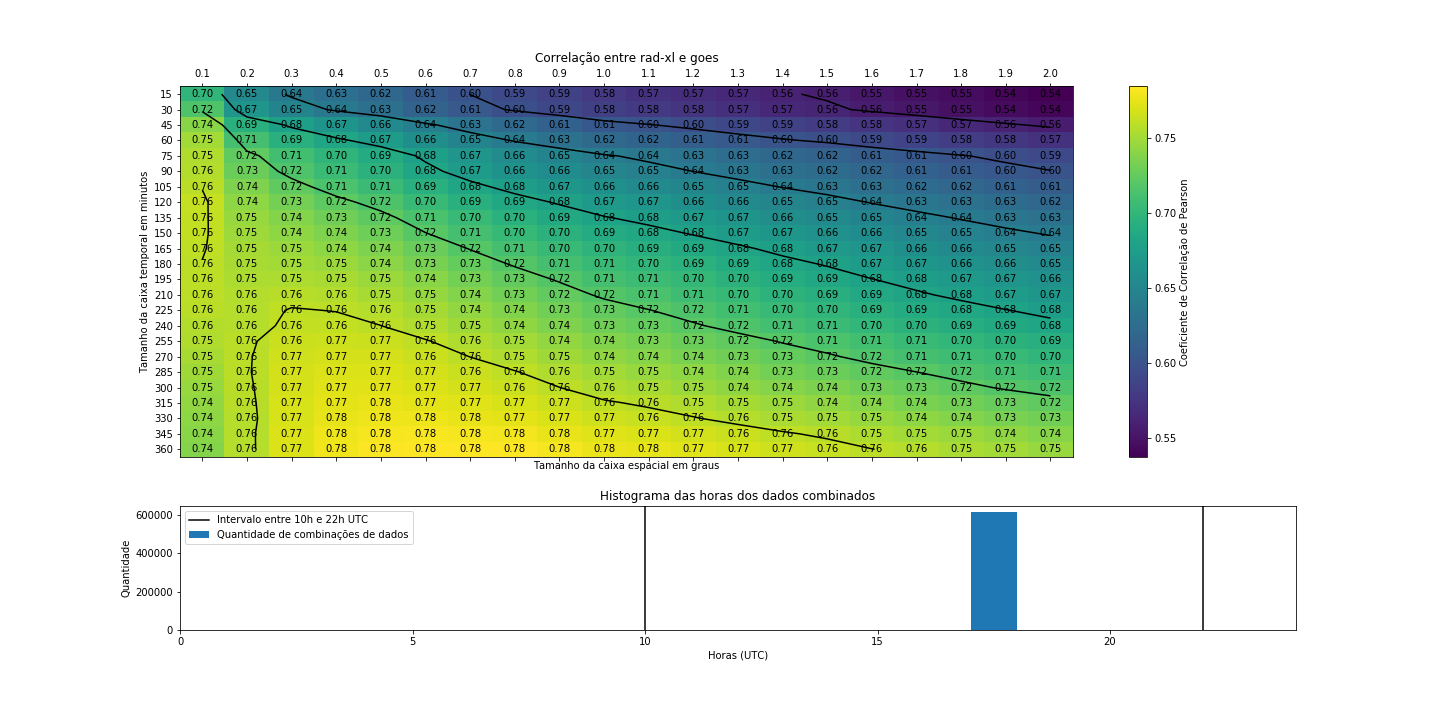 Correlação entre rad-xl e goes
0.1 0.2 0.3 0.4 0.5 0.6 0.7 0.8 0.9 1.0 1.1 1.2 1.3 1.4 1.5 1.6 1.7 1.8 1.9 2.0
15 0.70 0.65 0.64 0.63 0.62 0.61 0.60 0.59 0.59 0.58 0.57 0.57 0.57 0.56 0.56 0.55 0.55 0.55 0.54 0.54
30 0.72 0.67 0.65 0.64 0.63 0.62 0.61 0.60 0.59 0.58 0.58 0.58 0.57 0.57 0.56 0.56 0.55 0.55 0.54 0.54
45 0.74 0.69 0.68 0.67 0.66 0.64 0.63 0.62 0.61 0.61 0.60 0.60 0.59 0.59 0.58 0.58 0.57 0.57 0.56 0.56
60 0.75 0.71 0.69 0.68 0.67 0.66 0.65 0.64 0.63 0.62 0.62 0.61 0.61 0.60 0.60 0.59 0.59 0.58 0.58 0.57
75 0.75 0.72 0.71 0.70 0.69 0.68 0.67 0.66 0.65 0.64 0.64 0.63 0.63 0.62 0.62 0.61 0.61 0.60 0.60 0.59
90 0.76 0.73 0.72 0.71 0.70 0.68 0.67 0.66 0.66 0.65 0.65 0.64 0.63 0.63 0.62 0.62 0.61 0.61 0.60 0.60
105 0.76 0.74 0.72 0.71 0.71 0.69 0.68 0.68 0.67 0.66 0.66 0.65 0.65 0.64 0.63 0.63 0.62 0.62 0.61 0.61
120 0.76 0.74 0.73 0.72 0.72 0.70 0.69 0.69 0.68 0.67 0.67 0.66 0.66 0.65 0.65 0.64 0.63 0.63 0.63 0.62
135 0.76 0.75 0.74 0.73 0.72 0.71 0.70 0.70 0.69 0.68 0.68 0.67 0.67 0.66 0.65 0.65 0.64 0.64 0.63 0.63
150 0.76 0.75 0.74 0.74 0.73 0.72 0.71 0.70 0.70 0.69 0.68 0.68 0.67 0.67 0.66 0.66 0.65 0.65 0.64 0.64
165 0.76 0.75 0.75 0.74 0.74 0.73 0.72 0.71 0.70 0.70 0.69 0.69 0.68 0.68 0.67 0.67 0.66 0.66 0.65 0.65
180 0.76 0.75 0.75 0.75 0.74 0.73 0.73 0.72 0.71 0.71 0.70 0.69 0.69 0.68 0.68 0.67 0.67 0.66 0.66 0.65
195 0.76 0.76 0.75 0.75 0.75 0.74 0.73 0.73 0.72 0.71 0.71 0.70 0.70 0.69 0.69 0.68 0.68 0.67 0.67 0.66
210 0.76 0.76 0.76 0.76 0.75 0.75 0.74 0.73 0.72 0.72 0.71 0.71 0.70 0.70 0.69 0.69 0.68 0.68 0.67 0.67
225 0.76 0.76 0.76 0.76 0.75 0.75 0.74 0.74 0.73 0.73 0.72 0.72 0.71 0.70 0.70 0.69 0.69 0.68 0.68 0.68
240 0.76 0.76 0.76 0.76 0.76 0.75 0.75 0.74 0.74 0.73 0.73 0.72 0.72 0.71 0.71 0.70 0.70 0.69 0.69 0.68
255 0.75 0.76 0.76 0.77 0.77 0.76 0.75 0.75 0.74 0.74 0.73 0.73 0.72 0.72 0.71 0.71 0.71 0.70 0.70 0.69
270 0.75 0.76 0.77 0.77 0.77 0.76 0.76 0.75 0.75 0.74 0.74 0.74 0.73 0.73 0.72 0.72 0.71 0.71 0.70 0.70
285 0.75 0.76 0.77 0.77 0.77 0.77 0.76 0.76 0.76 0.75 0.75 0.74 0.74 0.73 0.73 0.72 0.72 0.72 0.71 0.71
300 0.75 0.76 0.77 0.77 0.77 0.77 0.77 0.76 0.76 0.76 0.75 0.75 0.74 0.74 0.74 0.73 0.73 0.72 0.72 0.72
315 0.74 0.76 0.77 0.77 0.78 0.77 0.77 0.77 0.77 0.76 0.76 0.75 0.75 0.75 0.74 0.74 0.73 0.73 0.73 0.72
330 0.74 0.76 0.77 0.78 0.78 0.78 0.77 0.77 0.77 0.77 0.76 0.76 0.75 0.75 0.75 0.75 0.74 0.74 0.73 0.73
345 0.74 0.76 0.77 0.78 0.78 0.78 0.78 0.78 0.77 0.77 0.77 0.77 0.76 0.76 0.76 0.75 0.75 0.75 0.74 0.74
360 0.74 0.76 0.77 0.78 0.78 0.78 0.78 0.78 0.78 0.77 0.77 0.77 0.77 0.77 0.76 0.76 0.76 0.75 0.75 0.75
Tamanho da caixa temporal em minutos
Tamanho da caixa espacial em graus
0.75
0.70
0.65
0.60
0.55
Coeficiente de Correlação de Pearson
Histograma das horas dos dados combinados
Intervalo entre 10h e 22h UTC
Quantidade de combinações de dados
600000
400000
200000
0
Quantidade
0 5 10 15 20
Horas (UTC)